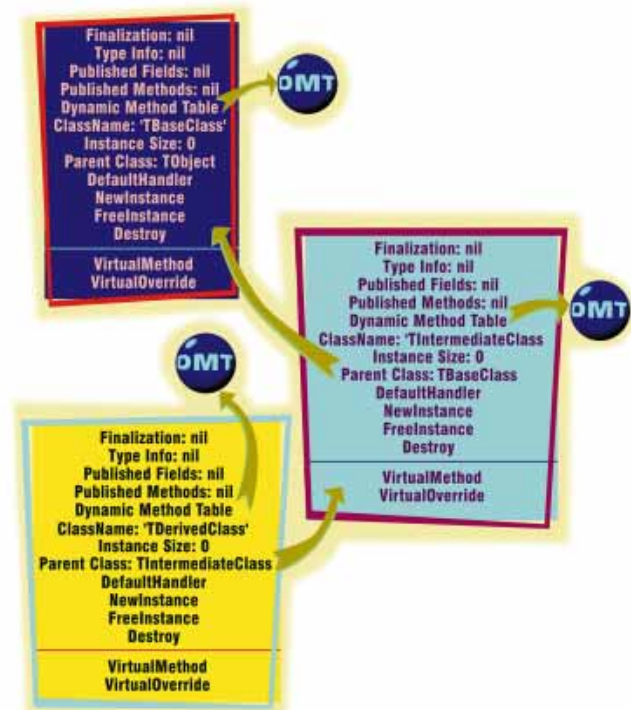 Finalization: nil
Type Info: nil
Published Fields: nil
Published Methods: nil
Dynamic Method Table
ClassName: 'TBaseClass'
Instance Size: 0
Parent Class: TObject
DefaultHandler
NewInstance
FreeInstance
Destroy
VirtualMethod
VirtualOverride
DMT
Finalization: nil
Type Info: nil
Published Fields: nil
Published Methods: nil
Dynamic Method Table
ClassName: 'TIntermediateClass
Instance Size: 0
Parent Class: TBaseClass
DefaultHandler
NewInstance
FreeInstance
Destroy
VirtualMethod
VirtualOverride
DMT
DMT
Finalization: nil
Type Info: nil
Published Fields: nil
Published Methods: nil
Dynamic Method Table
ClassName: 'TDerivedClass'
Instance Size: 0
Parent Class: TIntermediateClass
DefaultHandler
NewInstance
FreeInstance
Destroy
VirtualMethod
VirtualOverride